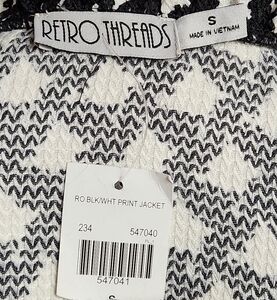 RETRO THREADS
S
MADE IN VIETNAM
RO BLK/WHT PRINT JACKET
234 547040
547041
S